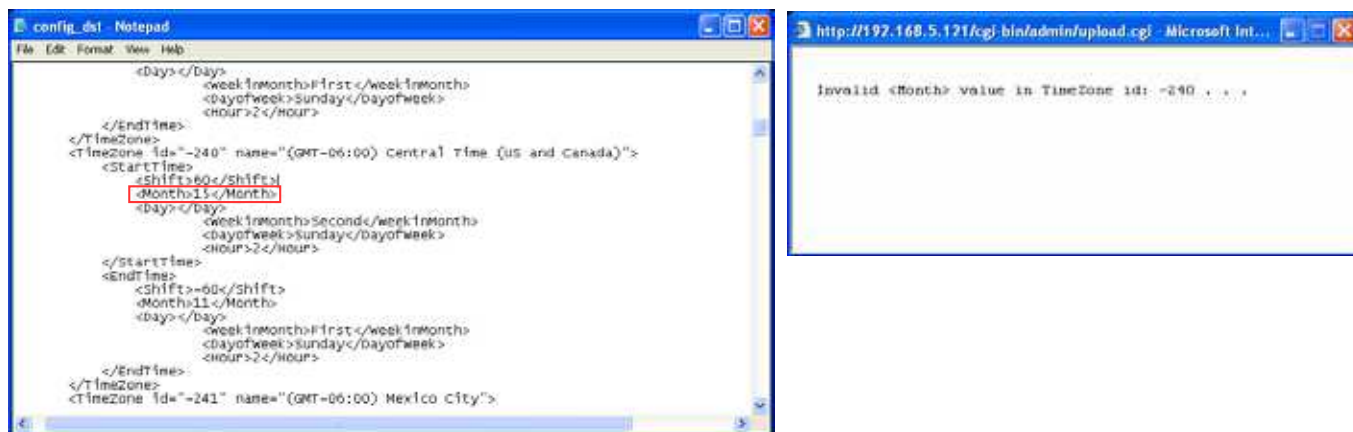 config_dst - Notepad
File Edit Format View Help
<Day></Day>
<WeekinMonth>First</WeekinMonth>
<DayofWeek>Sunday</DayofWeek>
<Hour>2</Hour>
</EndTime>
</TimeZone>
<TimeZone id="-240" name="(GMT-06:00) Central Time (US and Canada)">
<StartTime>
<Shift>60</Shift>
<Month>15</Month>
<Day></Day>
<WeekinMonth>Second</WeekinMonth>
<DayofWeek>Sunday</DayofWeek>
<Hour>2</Hour>
</StartTime>
<EndTime>
<Shift>-60</Shift>
<Month>11</Month>
<Day></Day>
<WeekinMonth>First</WeekinMonth>
<DayofWeek>Sunday</DayofWeek>
<Hour>2</Hour>
</EndTime>
</TimeZone>
<TimeZone id="-241" name="(GMT-06:00) Mexico City">
http://192.168.5.121/cgi-bin/admin/upload.cgi - Microsoft Int...
Invalid <Month> value in TimeZone id: -240 . . .